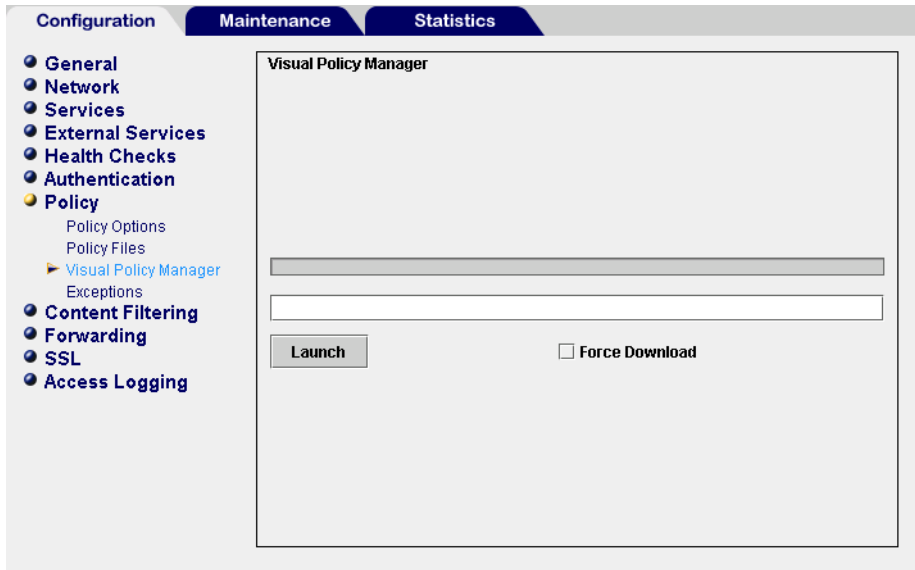 Configuration
Maintenance
Statistics
General
Network
Services
External Services
Health Checks
Authentication
Policy
Policy Options
Policy Files
Visual Policy Manager
Exceptions
Content Filtering
Forwarding
SSL
Access Logging
Visual Policy Manager
Launch
Force Download